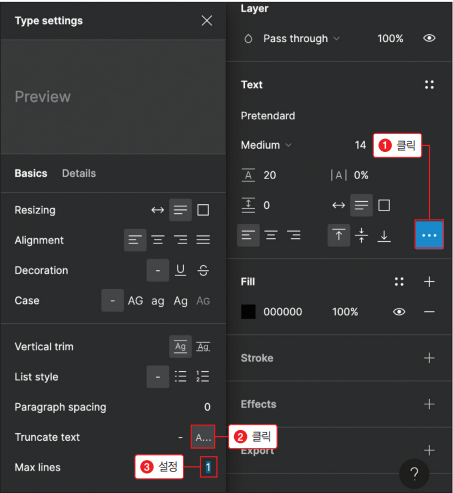 Type settings
Preview
Basics Details
Resizing
Alignment
Decoration - U S
Case - AG ag Ag AG
Vertical trim Ag Ag
List style -
Paragraph spacing 0
Truncate text - A...
2 클릭
Max lines 1
3 설정
Layer
Pass through 100%
Text
Pretendard
Medium 14
1 클릭
A 20 |A| 0%
0
Fill
000000 100%
Stroke
Effects
Export
?